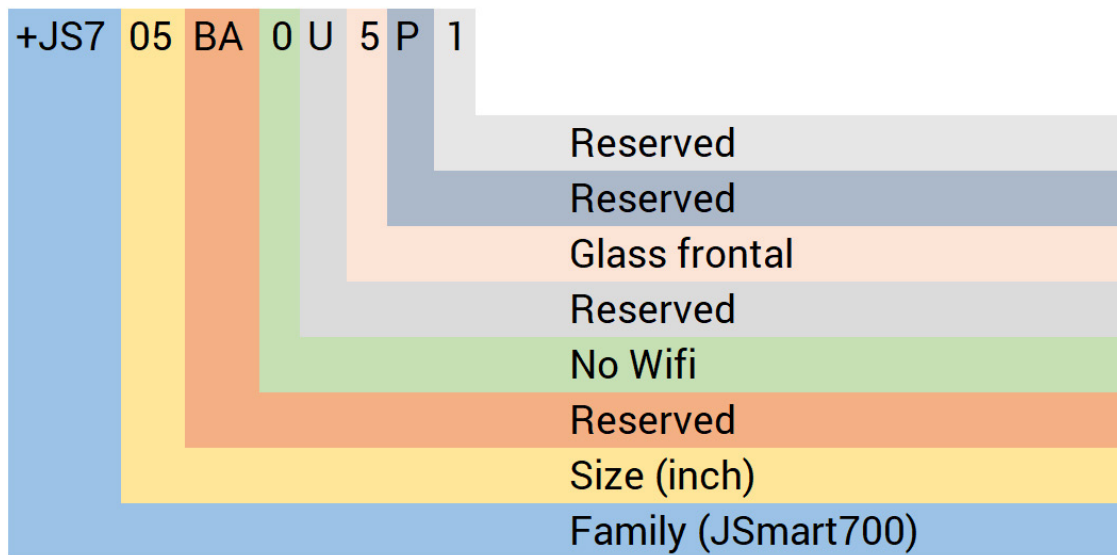 +JS7 05 BA 0 U 5 P 1
Reserved
Reserved
Glass frontal
Reserved
No Wifi
Reserved
Size (inch)
Family (JSmart700)